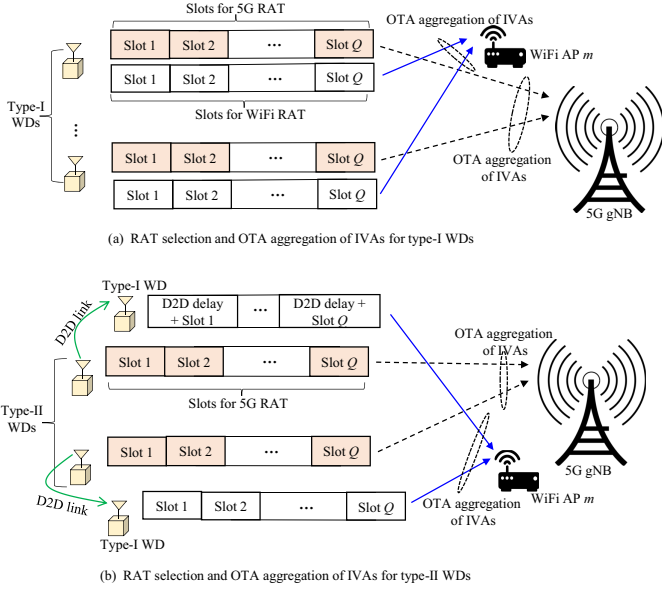 Slots for 5G RAT
OTA aggregation of IVAs
Slot 1 Slot 2 ... Slot Q
WiFi AP m
Slot 1 Slot 2 ... Slot Q
Type-I
WDs
Slots for WiFi RAT
...
Slot 1 Slot 2 ... Slot Q
OTA aggregation
of IVAs
Slot 1 Slot 2 ... Slot Q
5G gNB
(a) RAT selection and OTA aggregation of IVAs for type-I WDs
Type-I WD
D2D link
D2D delay
+ Slot 1
...
D2D delay +
Slot Q
OTA aggregation
of IVAs
Slot 1 Slot 2 ... Slot Q
Slots for 5G RAT
Type-II
WDs
Slot 1 Slot 2 ... Slot Q
5G gNB
D2D link
WiFi AP m
Slot 1 Slot 2 ... Slot Q
OTA aggregation
of IVAs
Type-I WD
(b) RAT selection and OTA aggregation of IVAs for type-II WDs